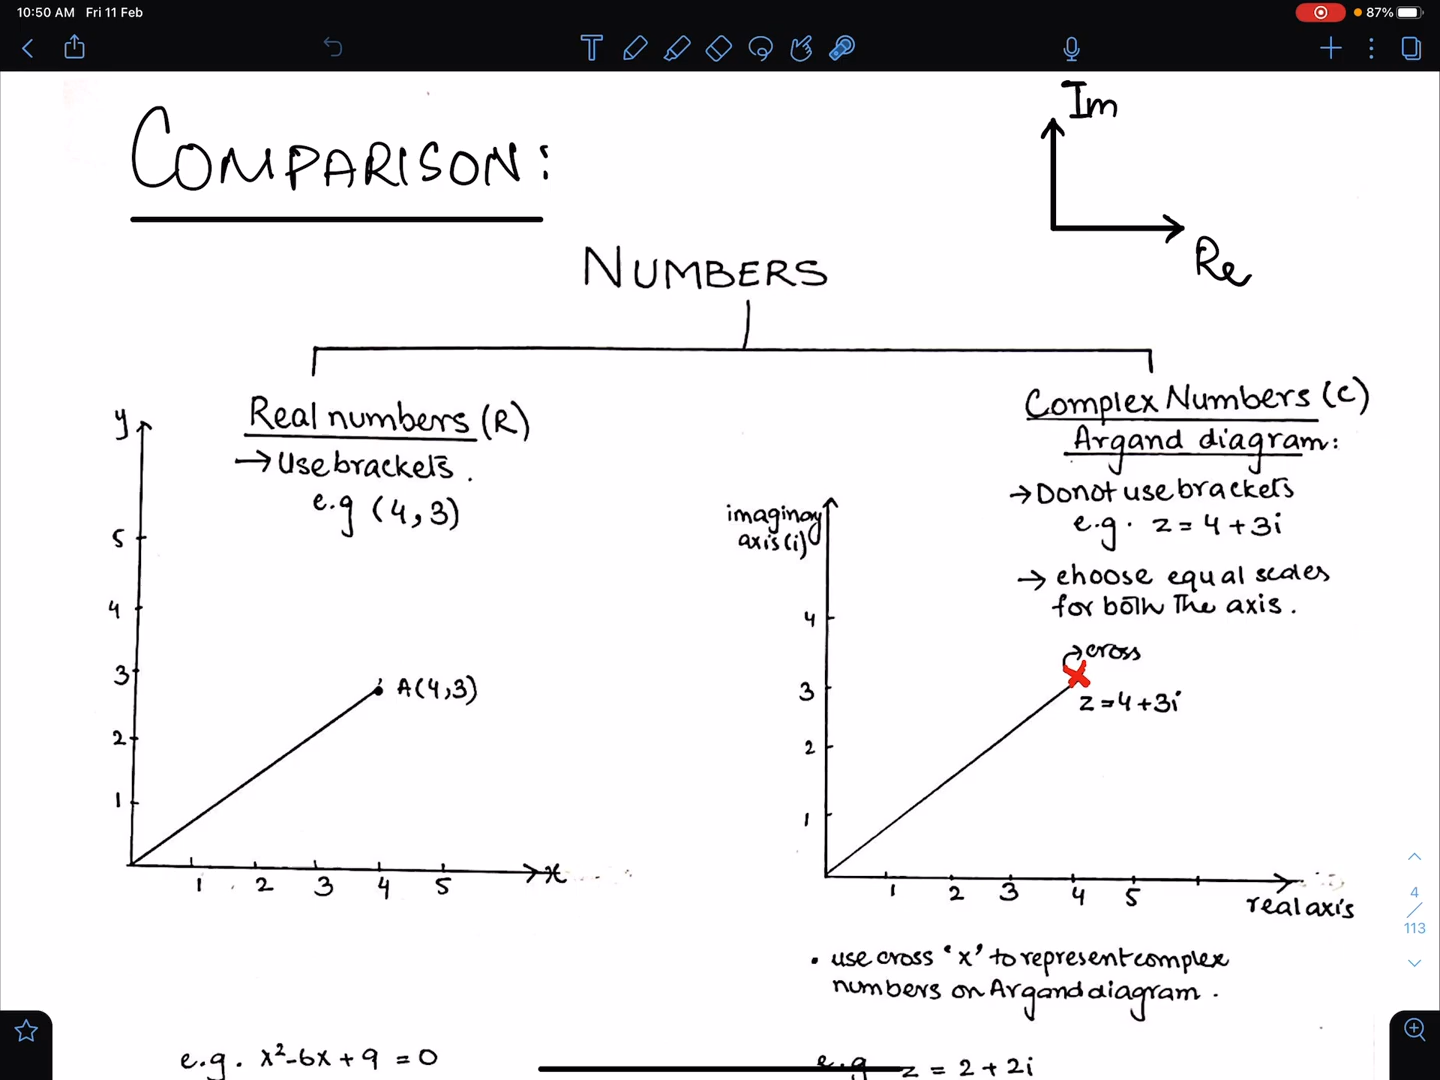 10:50 AM Fri 11 Feb
87%
Im
COMPARISON:
Re
NUMBERS
Real numbers (R)
→ Use brackets.
e.g (4,3)
y
5
4
3
2
1
A(4,3)
1 2 3 4 5
x
Complex Numbers (C)
Argand diagram:
→ Donot use brackets
e.g. z = 4 + 3i
→ choose equal scales
for both the axis.
imaginary
axis(i)
4
3
2
1
cross
z = 4 + 3i
1 2 3 4 5
real axis
• use cross 'x' to represent complex
numbers on Argand diagram.
4
/
113
e.g. x²-6x + 9 = 0
e.g z = 2 + 2i